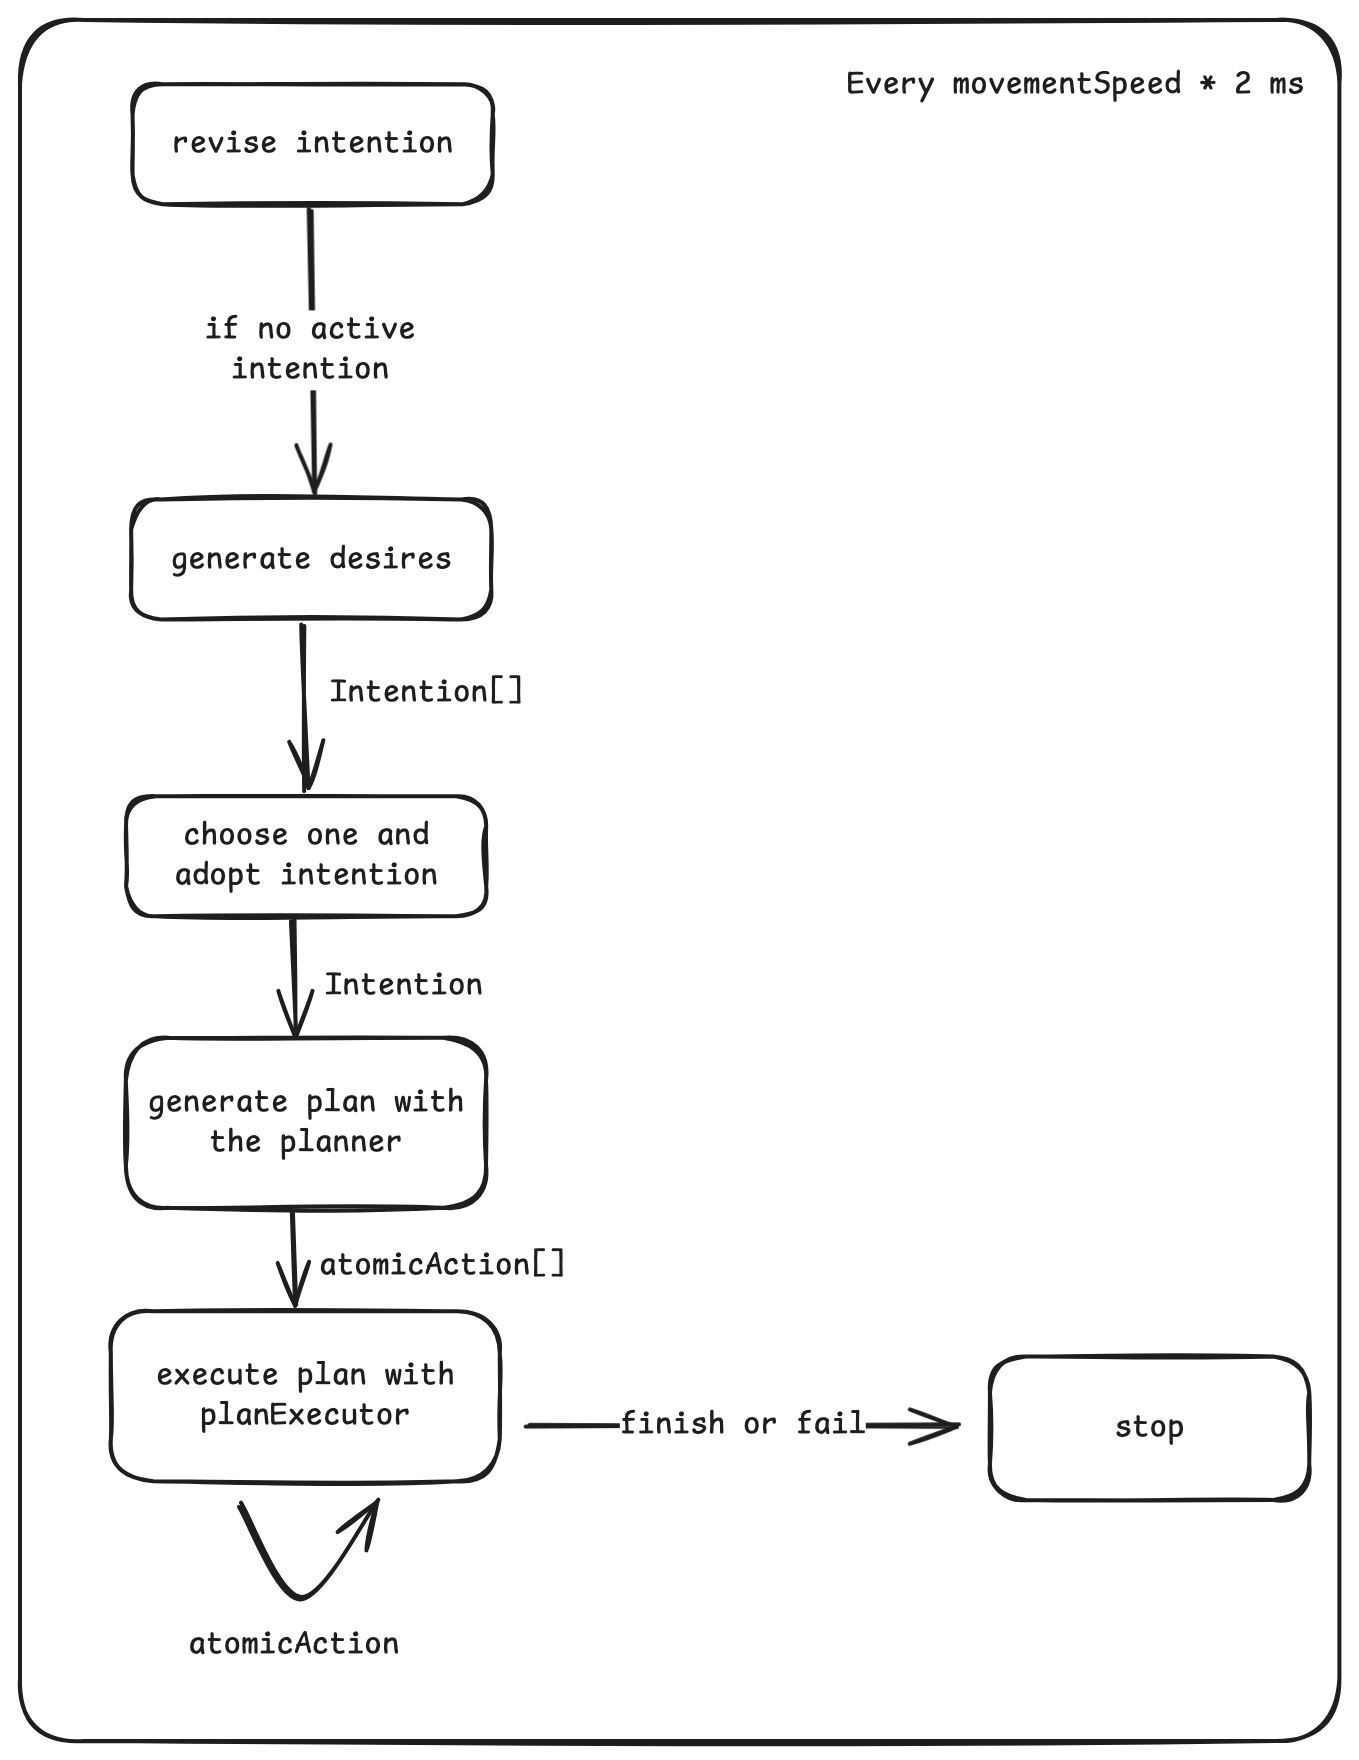 Every movementSpeed * 2 ms
revise intention
if no active
intention
generate desires
Intention[]
choose one and
adopt intention
Intention
generate plan with
the planner
atomicAction[]
execute plan with
planExecutor
finish or fail
stop
atomicAction